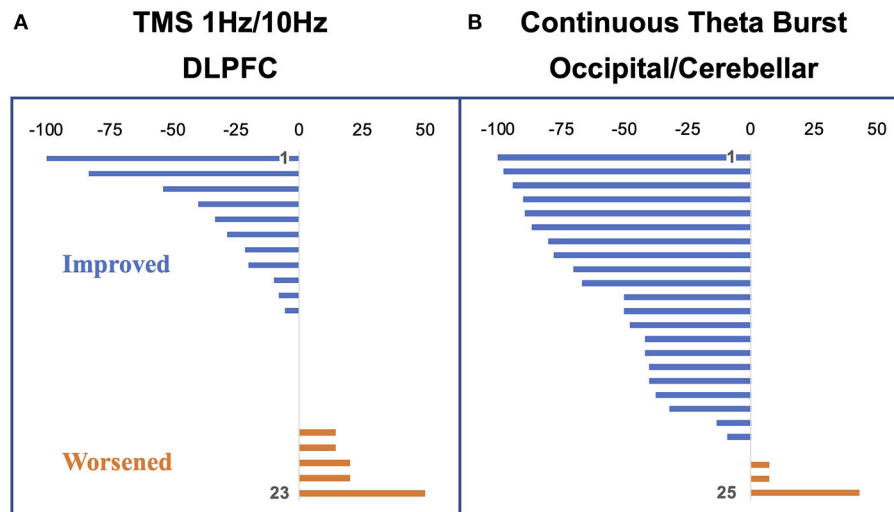 A
TMS 1Hz/10Hz
DLPFC
-100 -75 -50 -25 0 25 50
1
Improved
Worsened
23
B
Continuous Theta Burst
Occipital/Cerebellar
-100 -75 -50 -25 0 25 50
1
25